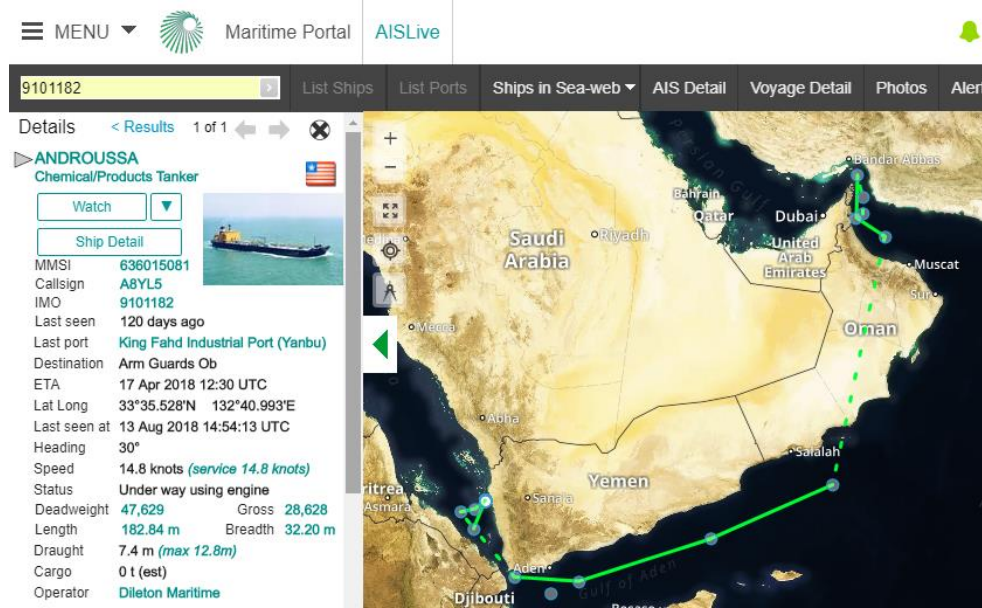 MENU
Maritime Portal
AISLive
9101182
List Ships
List Ports
Ships in Sea-web
AIS Detail
Voyage Detail
Photos
Details
< Results
1 of 1
ANDROUSSA
Chemical/Products Tanker
Watch
Ship Detail
MMSI 636015081
Callsign A8YL5
IMO 9101182
Last seen 120 days ago
Last port King Fahd Industrial Port (Yanbu)
Destination Arm Guards Ob
ETA 17 Apr 2018 12:30 UTC
Lat Long 33°35.528'N 132°40.993'E
Last seen at 13 Aug 2018 14:54:13 UTC
Heading 30°
Speed 14.8 knots (service 14.8 knots)
Status Under way using engine
Deadweight 47,629 Gross 28,628
Length 182.84 m Breadth 32.20 m
Draught 7.4 m (max 12.8m)
Cargo 0 t (est)
Operator Dileton Maritime
+
−
Persian Gulf
Bandar Abbas
Bahrain
Qatar
Dubai
United
Arab
Emirates
Muscat
Sur
Oman
Saudi
Arabia
Riyadh
Mecca
Abha
Salalah
Yemen
Sanaa
Asmara
Aden
Gulf of Aden
Djibouti